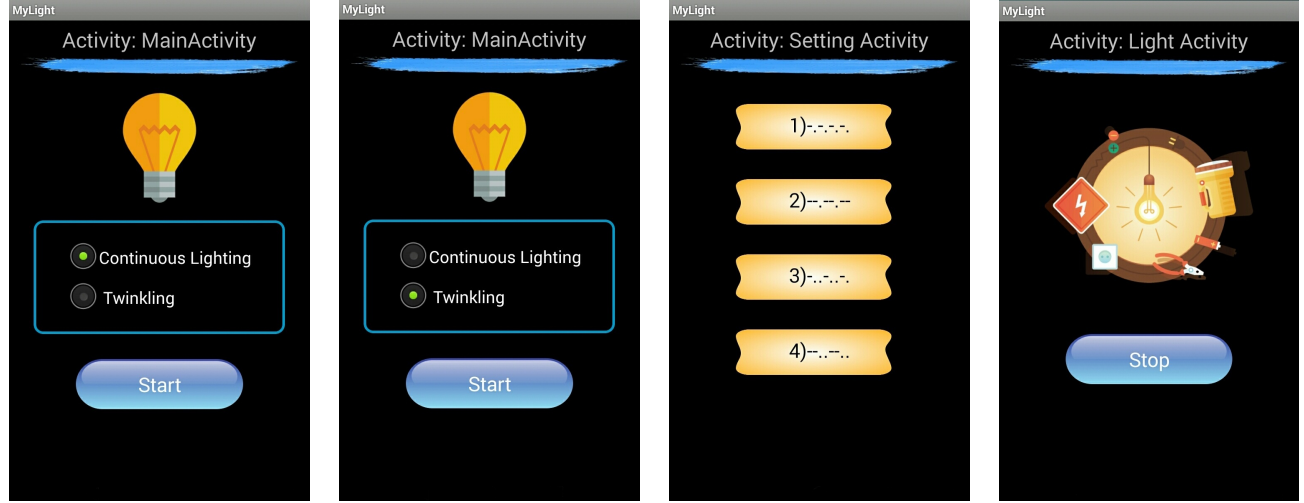 MyLight
Activity: MainActivity
Continuous Lighting
Twinkling
Start
MyLight
Activity: MainActivity
Continuous Lighting
Twinkling
Start
MyLight
Activity: Setting Activity
1)-.-.-.-.
2)--.--.--
3)-..-..-.
4)--..--..
MyLight
Activity: Light Activity
Stop